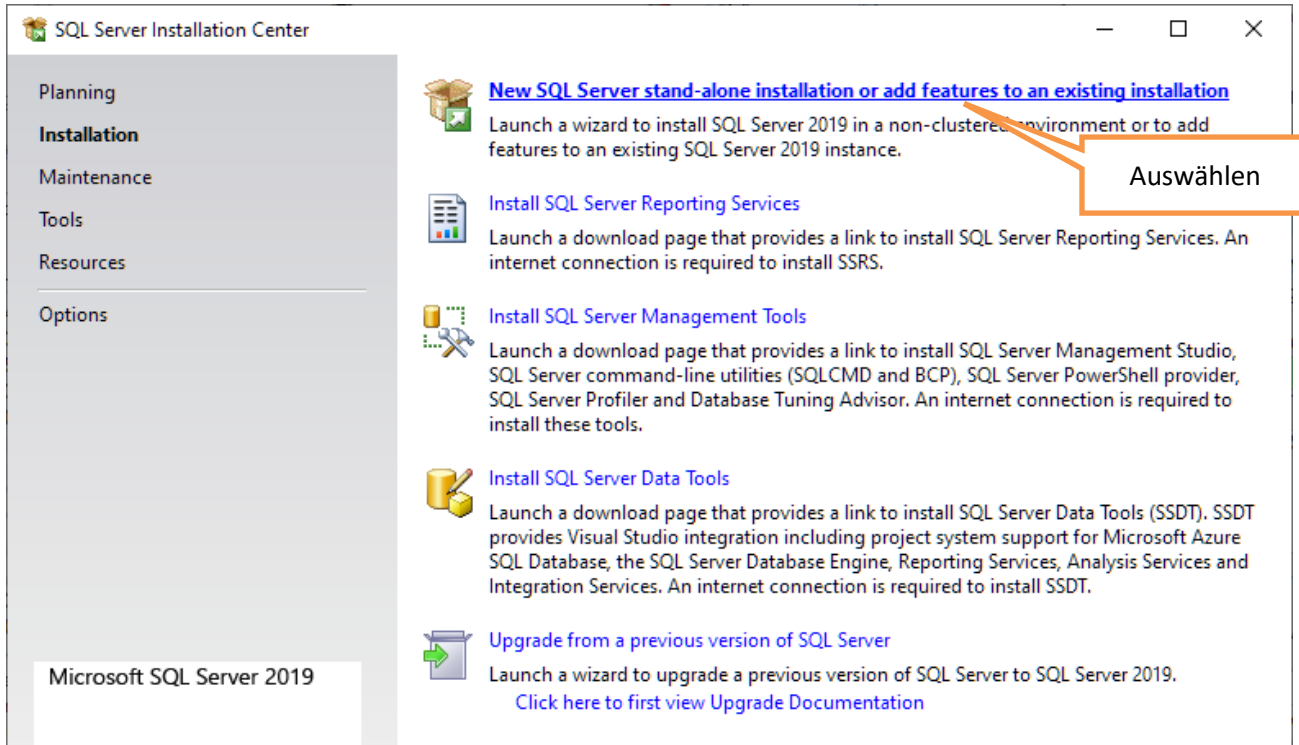 SQL Server Installation Center
Planning
Installation
Maintenance
Tools
Resources
Options
Microsoft SQL Server 2019
New SQL Server stand-alone installation or add features to an existing installation
Launch a wizard to install SQL Server 2019 in a non-clustered environment or to add
features to an existing SQL Server 2019 instance.
Auswählen
Install SQL Server Reporting Services
Launch a download page that provides a link to install SQL Server Reporting Services. An
internet connection is required to install SSRS.
Install SQL Server Management Tools
Launch a download page that provides a link to install SQL Server Management Studio,
SQL Server command-line utilities (SQLCMD and BCP), SQL Server PowerShell provider,
SQL Server Profiler and Database Tuning Advisor. An internet connection is required to
install these tools.
Install SQL Server Data Tools
Launch a download page that provides a link to install SQL Server Data Tools (SSDT). SSDT
provides Visual Studio integration including project system support for Microsoft Azure
SQL Database, the SQL Server Database Engine, Reporting Services, Analysis Services and
Integration Services. An internet connection is required to install SSDT.
Upgrade from a previous version of SQL Server
Launch a wizard to upgrade a previous version of SQL Server to SQL Server 2019.
Click here to first view Upgrade Documentation